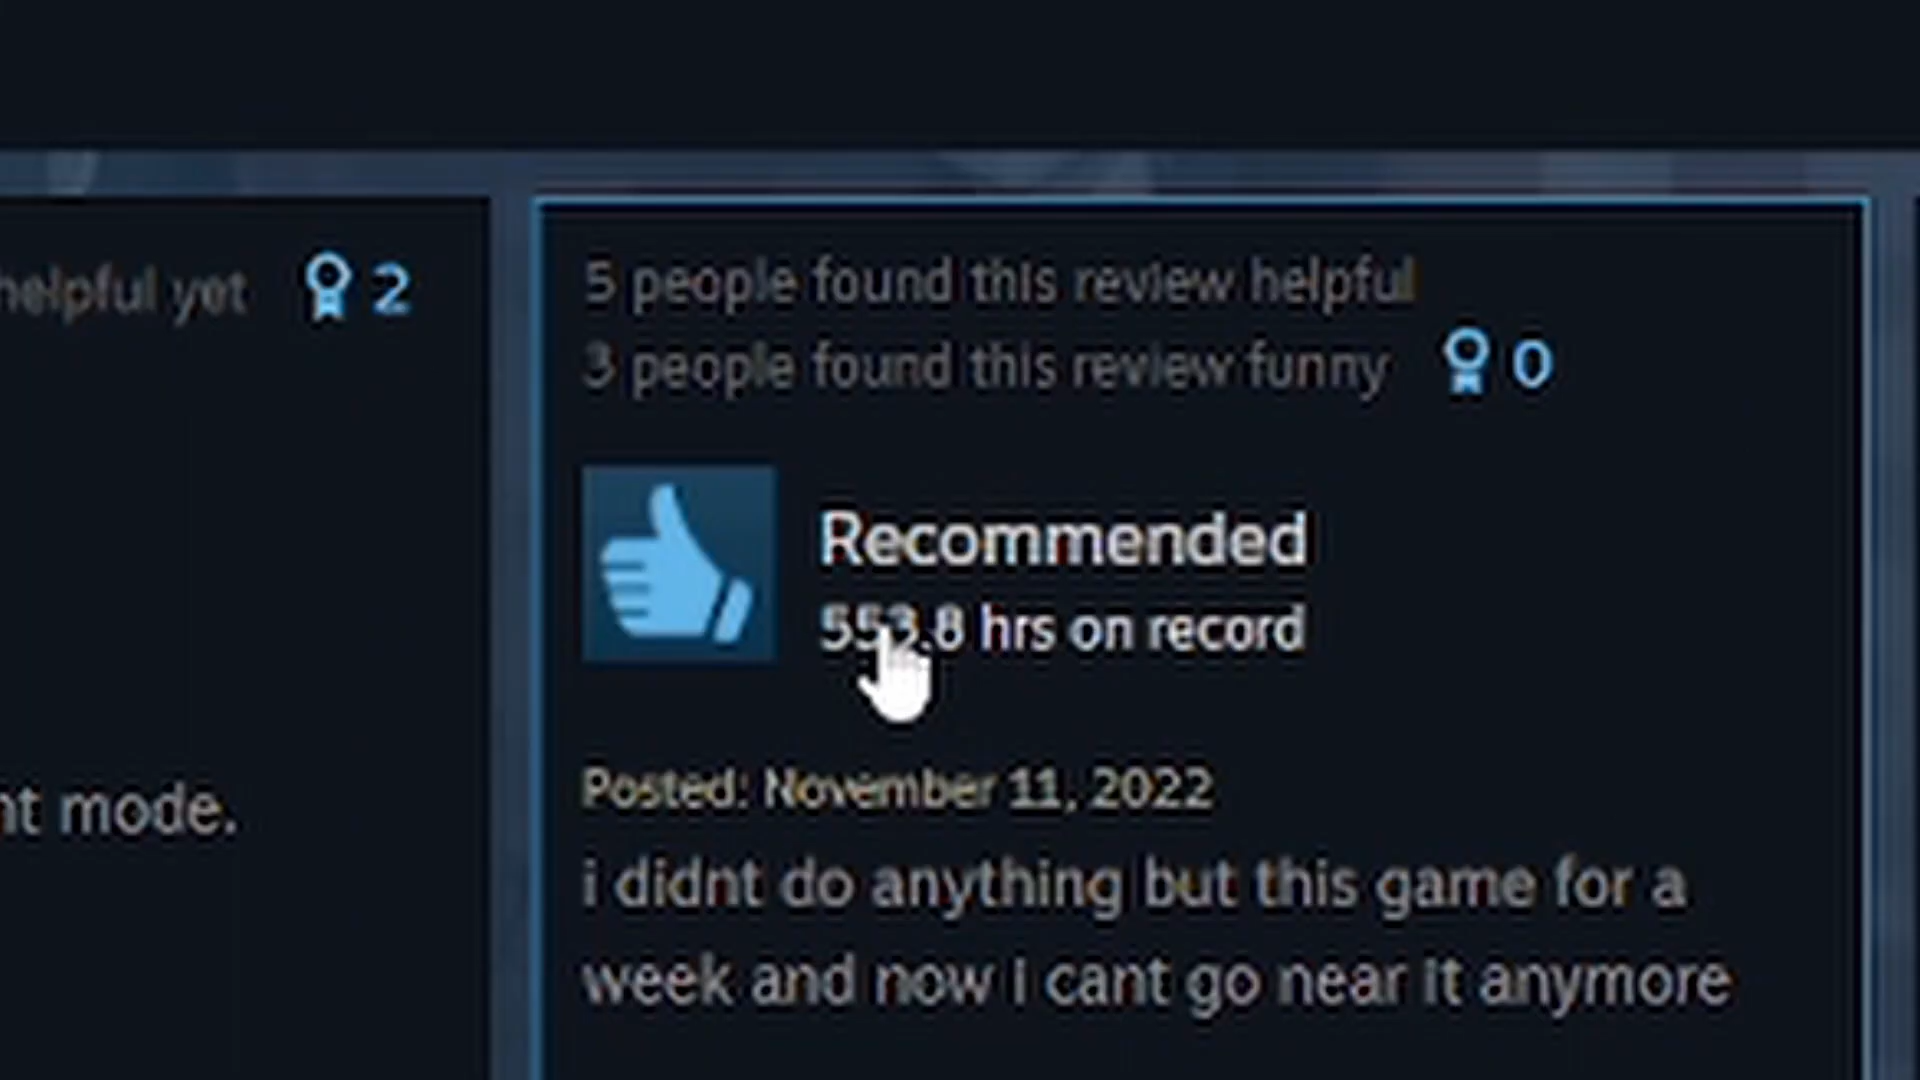 helpful yet 2
5 people found this review helpful
3 people found this review funny 0
Recommended
553.8 hrs on record
Posted: November 11, 2022
nt mode.
i didnt do anything but this game for a
week and now i cant go near it anymore